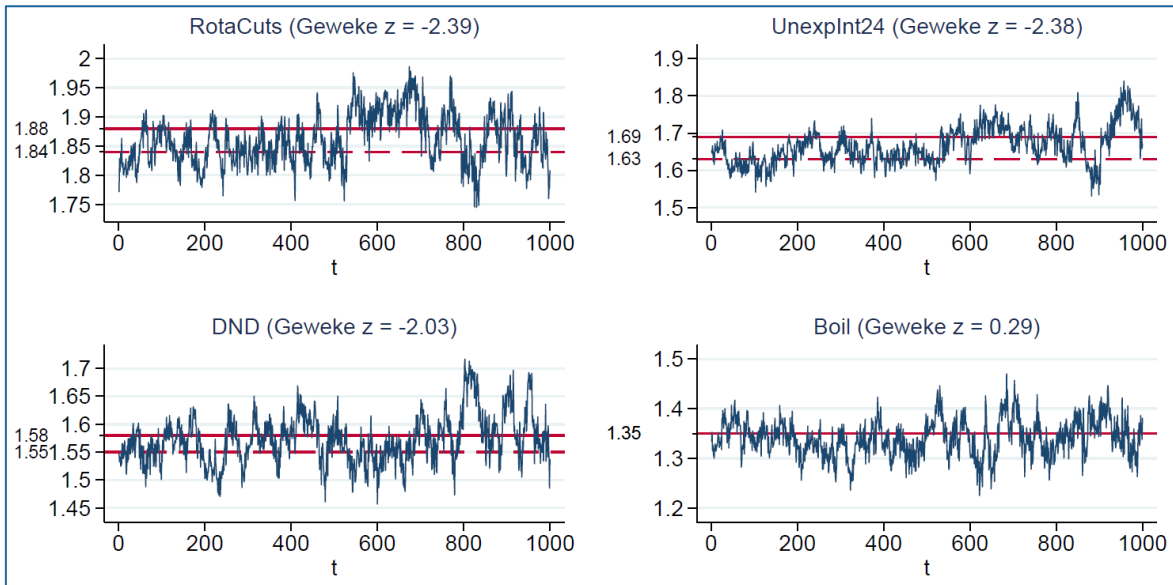 RotaCuts (Geweke z = -2.39)
2
1.95
1.9
1.88
1.85
1.84
1.8
1.75
0 200 400 600 800 1000
t
UnexpInt24 (Geweke z = -2.38)
1.9
1.8
1.7
1.69
1.63
1.6
1.5
0 200 400 600 800 1000
t
DND (Geweke z = -2.03)
1.7
1.65
1.6
1.58
1.55
1.55
1.5
1.45
0 200 400 600 800 1000
t
Boil (Geweke z = 0.29)
1.5
1.4
1.35
1.3
1.2
0 200 400 600 800 1000
t